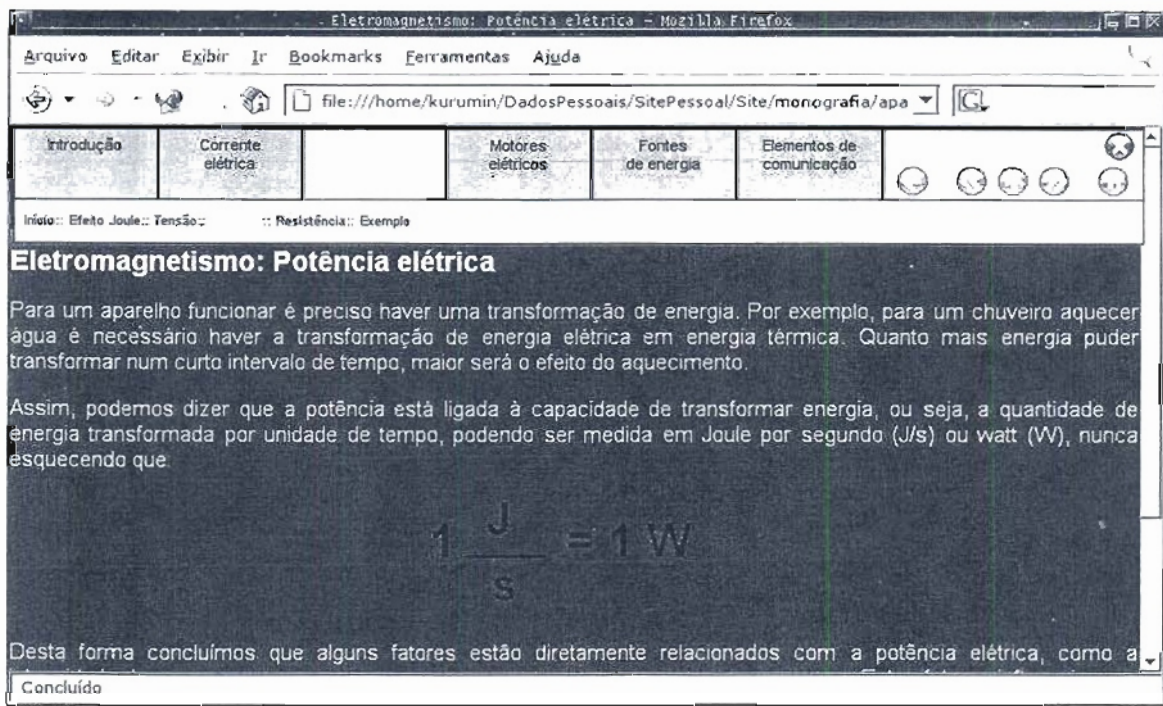 Eletromagnetismo: Potência elétrica - Mozilla Firefox
Arquivo Editar Exibir Ir Bookmarks Ferramentas Ajuda
file:///home/kurumin/DadosPessoais/SitePessoal/Site/monografia/apa
Introdução
Corrente
elétrica
Motores
elétricos
Fontes
de energia
Elementos de
comunicação
Início:: Efeito Joule:: Tensão:: :: Resistência:: Exemplo
Eletromagnetismo: Potência elétrica
Para um aparelho funcionar é preciso haver uma transformação de energia. Por exemplo, para um chuveiro aquecer
água é necessário haver a transformação de energia elétrica em energia térmica. Quanto mais energia puder
transformar num curto intervalo de tempo, maior será o efeito do aquecimento.
Assim, podemos dizer que a potência está ligada à capacidade de transformar energia, ou seja, a quantidade de
energia transformada por unidade de tempo, podendo ser medida em Joule por segundo (J/s) ou watt (W), nunca
esquecendo que:
1 J = 1 W
s
Desta forma concluímos que alguns fatores estão diretamente relacionados com a potência elétrica, como a
Concluído